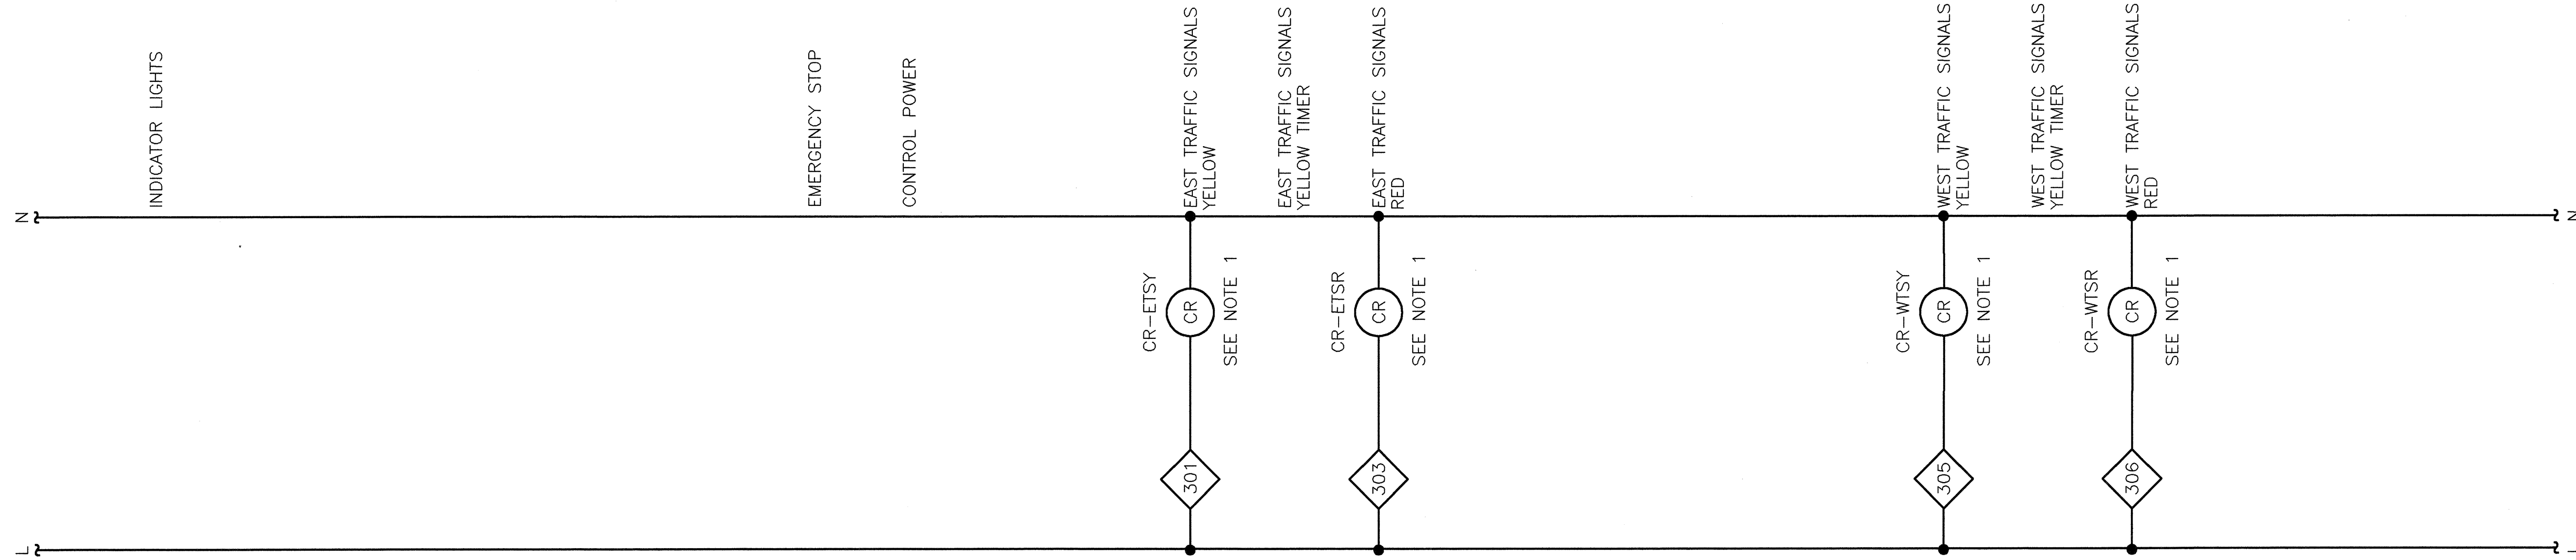 N
INDICATOR LIGHTS
EMERGENCY STOP
CONTROL POWER
EAST TRAFFIC SIGNALS
YELLOW
EAST TRAFFIC SIGNALS
YELLOW TIMER
EAST TRAFFIC SIGNALS
RED
WEST TRAFFIC SIGNALS
YELLOW
WEST TRAFFIC SIGNALS
YELLOW TIMER
WEST TRAFFIC SIGNALS
RED
N
CR-ETSY
CR
SEE NOTE 1
CR-ETSR
CR
SEE NOTE 1
CR-WTSY
CR
SEE NOTE 1
CR-WTSR
CR
SEE NOTE 1
301
303
305
306
L
L